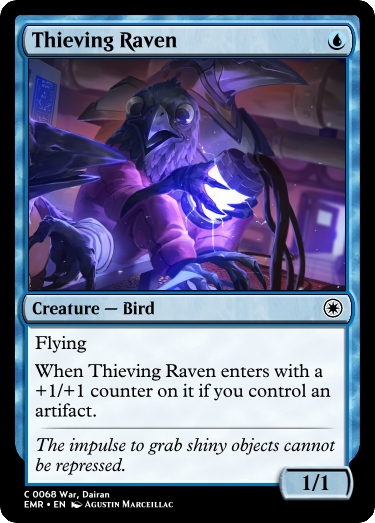 Thieving Raven
Creature — Bird
Flying
When Thieving Raven enters with a
+1/+1 counter on it if you control an
artifact.
The impulse to grab shiny objects cannot
be repressed.
1/1
C 0068 War, Dairan
EMR • EN Agustin Marceillac